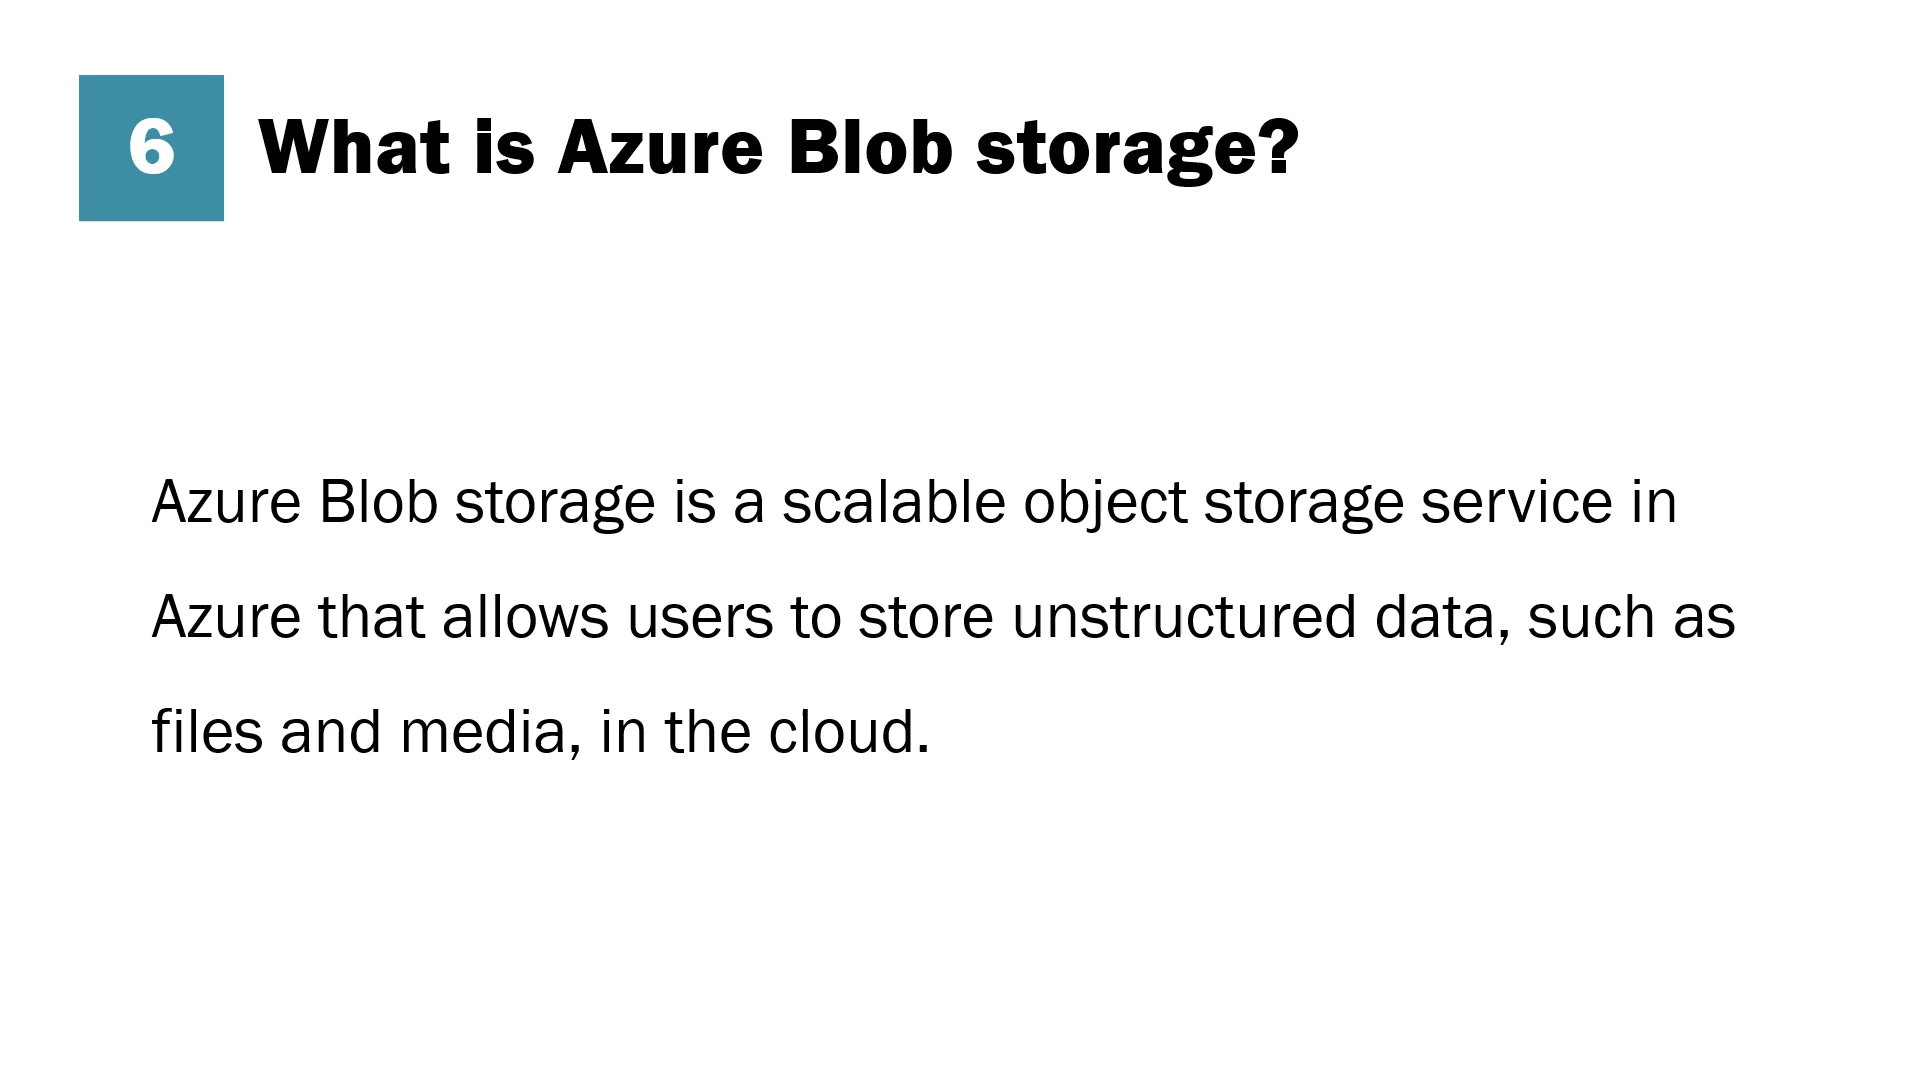 6 What is Azure Blob storage?
Azure Blob storage is a scalable object storage service in
Azure that allows users to store unstructured data, such as
files and media, in the cloud.